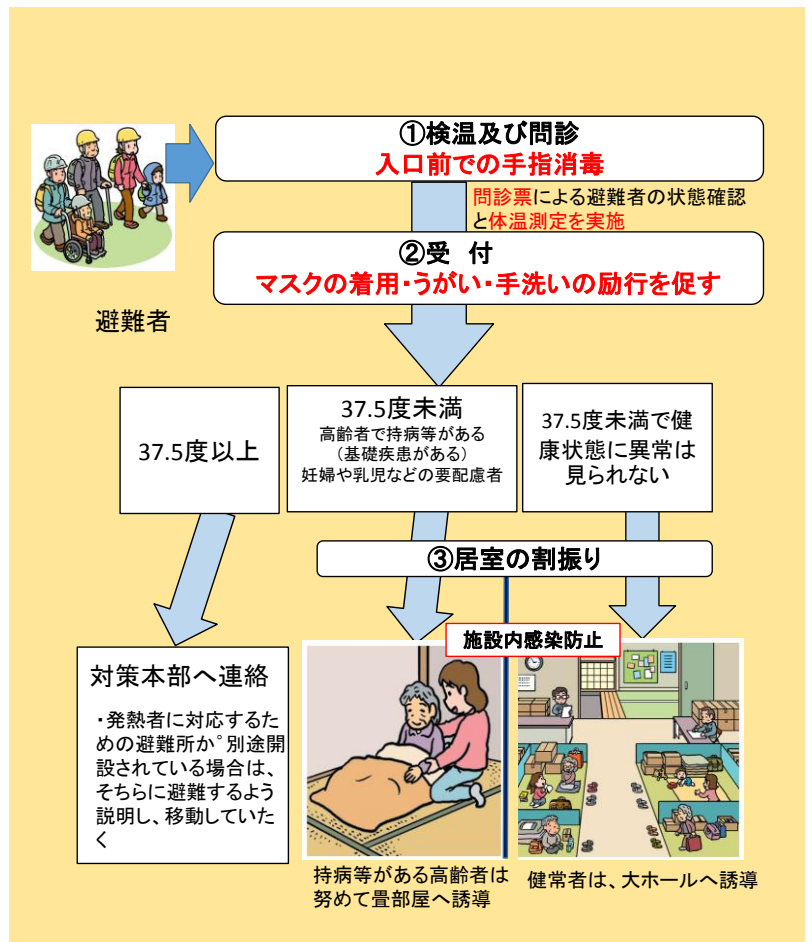 ①検温及び問診
入口前での手指消毒
問診票による避難者の状態確認
と体温測定を実施
②受　付
マスクの着用・うがい・手洗いの励行を促す
避難者
37.5度以上
37.5度未満
高齢者で持病等がある
（基礎疾患がある）
妊婦や乳児などの要配慮者
37.5度未満で健
康状態に異常は
見られない
③居室の割振り
施設内感染防止
対策本部へ連絡
・発熱者に対応するた
めの避難所か゜別途開
設されている場合は、
そちらに避難するよう
説明し、移動していた
く
持病等がある高齢者は
努めて畳部屋へ誘導
健常者は、大ホールへ誘導